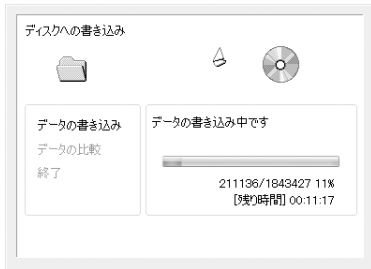 ディスクへの書き込み
データの書き込み
データの比較
終了
データの書き込み中です
211136/1843427 11%
[残り時間] 00:11:17